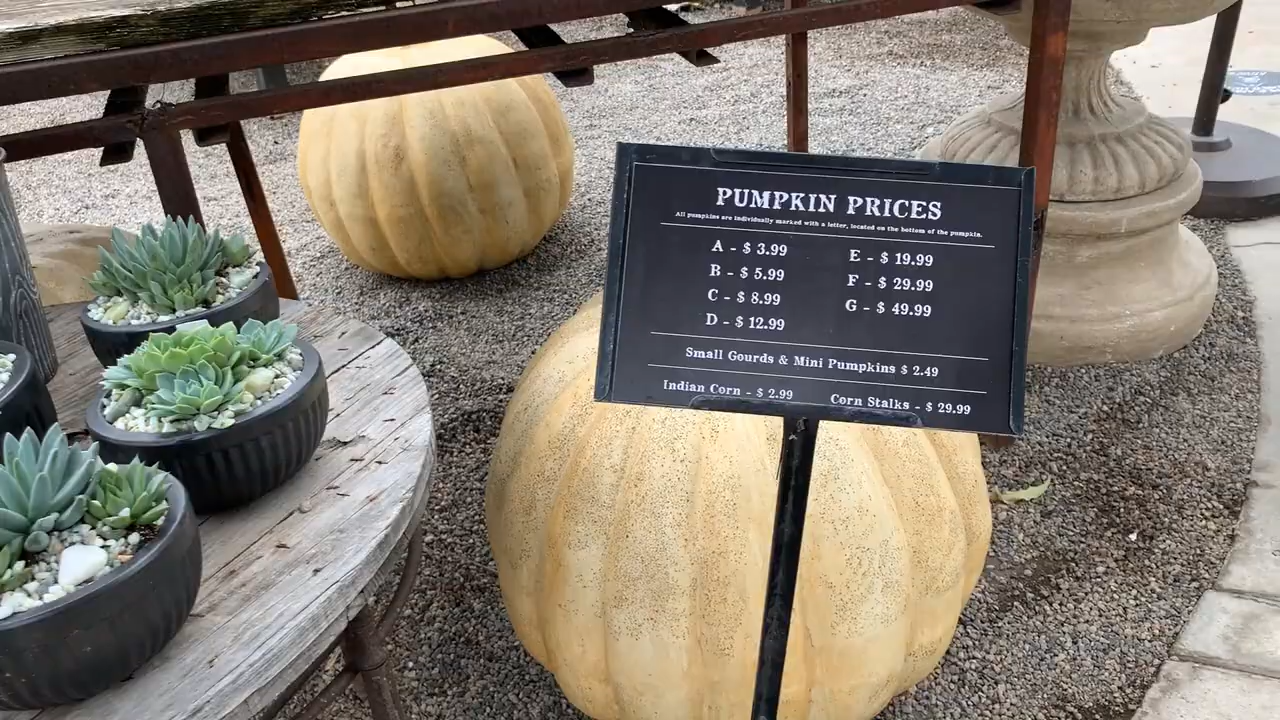 PUMPKIN PRICES
All pumpkins are individually marked with a letter, located on the bottom of the pumpkin.
A - $ 3.99
B - $ 5.99
C - $ 8.99
D - $ 12.99
E - $ 19.99
F - $ 29.99
G - $ 49.99
Small Gourds & Mini Pumpkins $ 2.49
Indian Corn - $ 2.99
Corn Stalks - $ 29.99